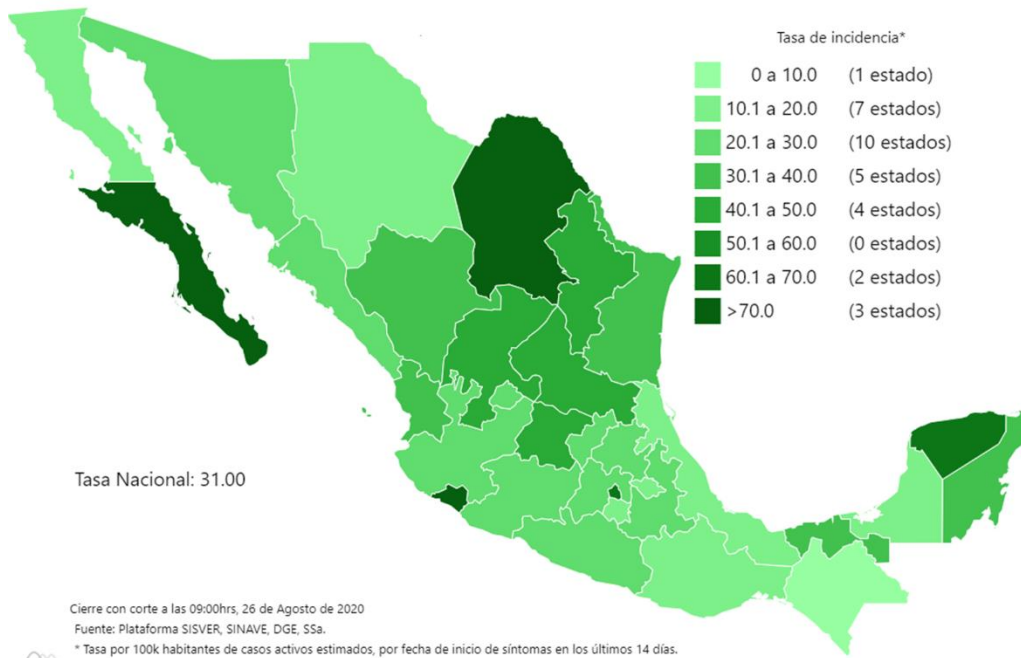 Tasa de incidencia*
0 a 10.0 (1 estado)
10.1 a 20.0 (7 estados)
20.1 a 30.0 (10 estados)
30.1 a 40.0 (5 estados)
40.1 a 50.0 (4 estados)
50.1 a 60.0 (0 estados)
60.1 a 70.0 (2 estados)
>70.0 (3 estados)
Tasa Nacional: 31.00
Cierre con corte a las 09:00hrs, 26 de Agosto de 2020
Fuente: Plataforma SISVER, SINAVE, DGE, SSa.
* Tasa por 100k habitantes de casos activos estimados, por fecha de inicio de síntomas en los últimos 14 días.